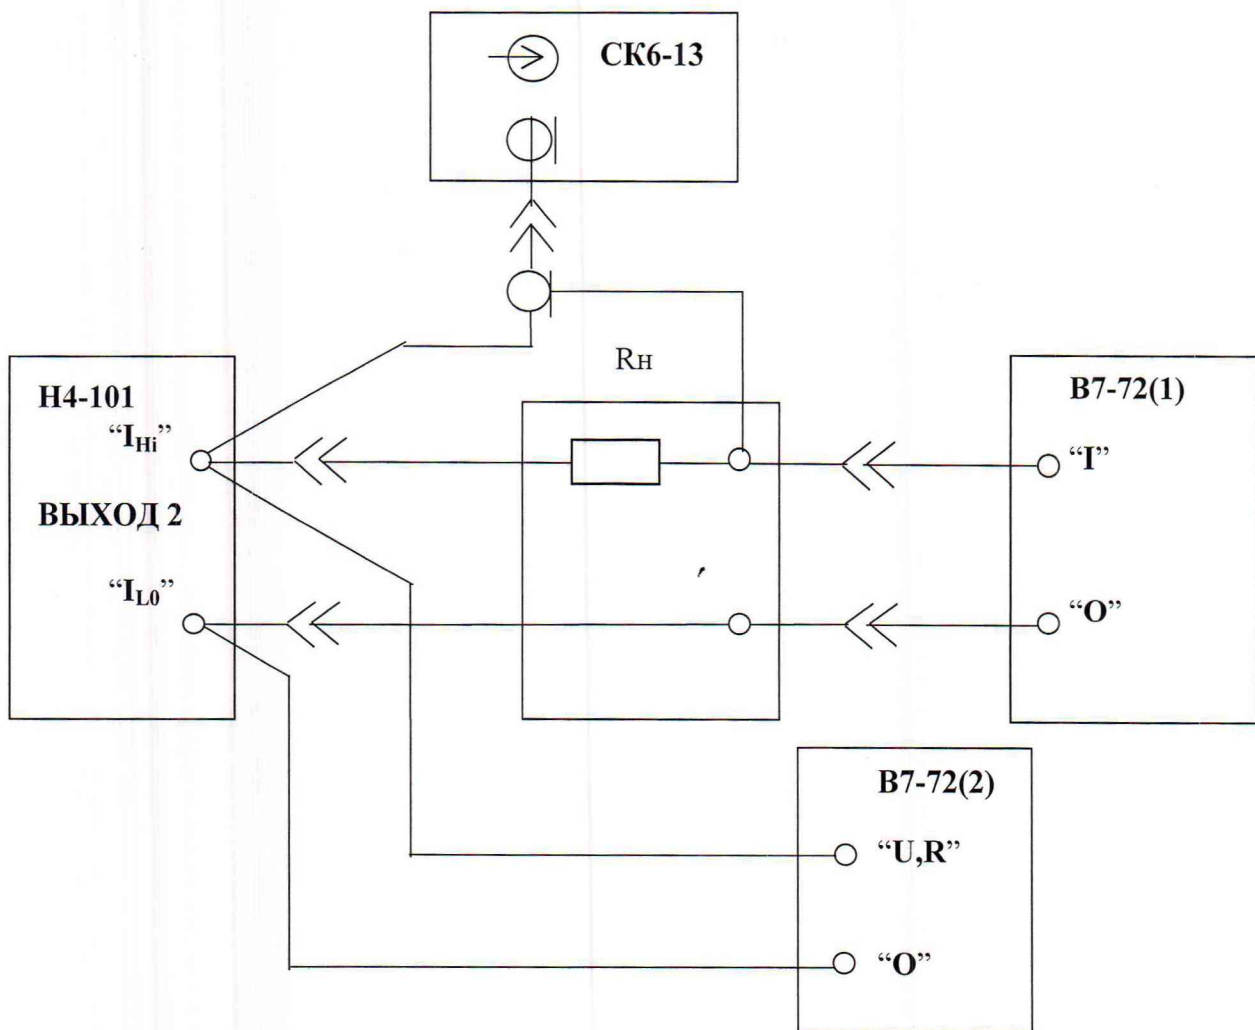 СК6-13
Rн
Н4-101
“IHi”
ВЫХОД 2
“IL0”
В7-72(1)
“I”
“O”
В7-72(2)
“U,R”
“O”